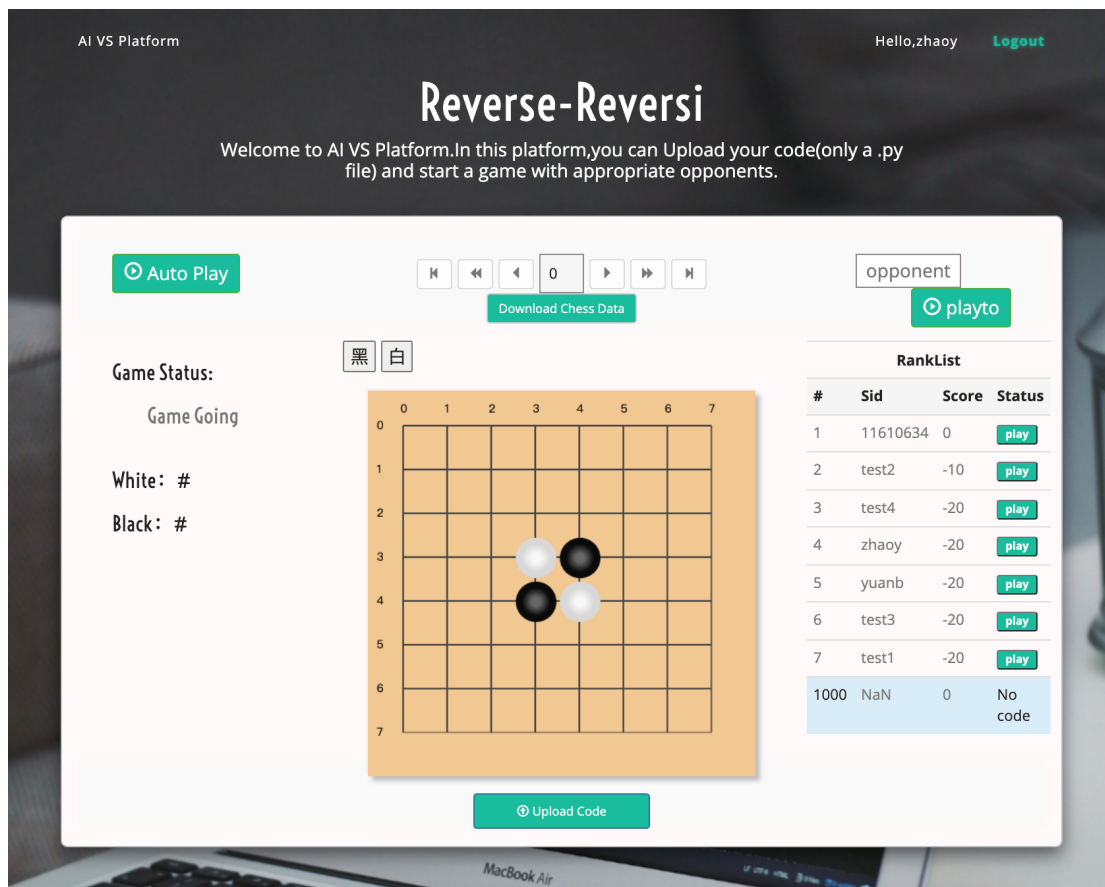 AI VS Platform
Hello,zhaoy
Logout
Reverse-Reversi
Welcome to AI VS Platform.In this platform,you can Upload your code(only a .py
file) and start a game with appropriate opponents.
Auto Play
0
opponent
Download Chess Data
playto
Game Status:
Game Going
White: #
Black: #
黑 白
0 1 2 3 4 5 6 7
0
1
2
3
4
5
6
7
RankList
# Sid Score Status
1 11610634 0 play
2 test2 -10 play
3 test4 -20 play
4 zhaoy -20 play
5 yuanb -20 play
6 test3 -20 play
7 test1 -20 play
1000 NaN 0 No
code
Upload Code
MacBook Air